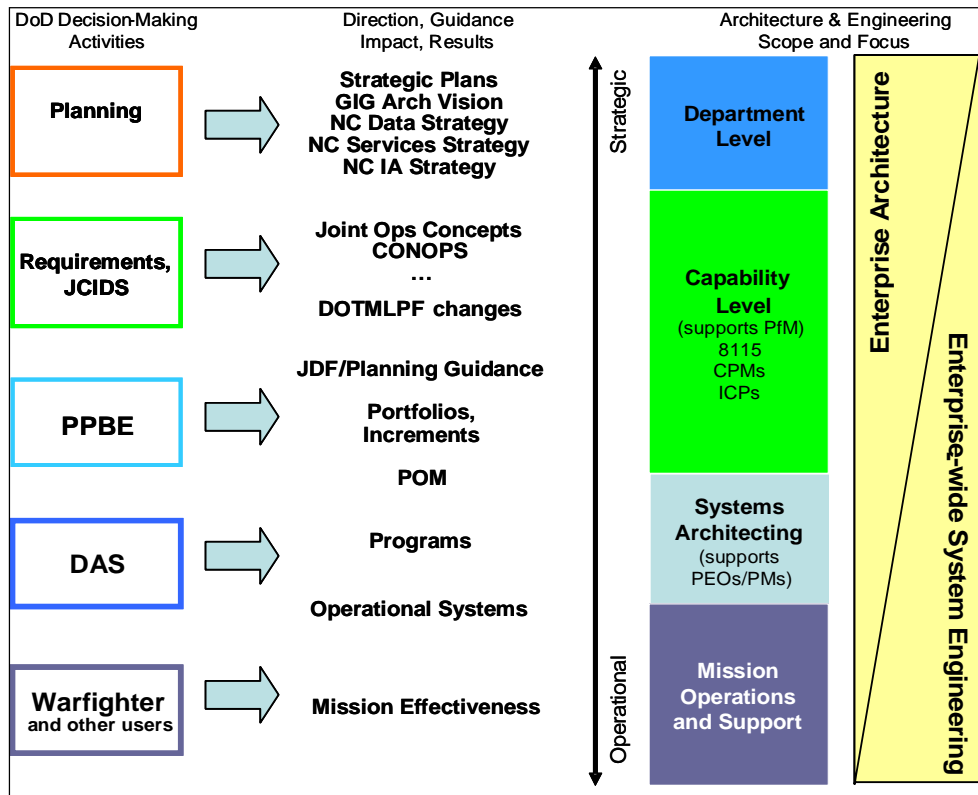 DoD Decision-Making
Activities
Direction, Guidance
Impact, Results
Architecture & Engineering
Scope and Focus
Planning
Strategic Plans
GIG Arch Vision
NC Data Strategy
NC Services Strategy
NC IA Strategy
Requirements,
JCIDS
Joint Ops Concepts
CONOPS
...
DOTMLPF changes
PPBE
JDF/Planning Guidance
Portfolios,
Increments
POM
DAS
Programs
Operational Systems
Warfighter
and other users
Mission Effectiveness
Strategic
Operational
Department
Level
Capability
Level
(supports PfM)
8115
CPMs
ICPs
Systems
Architecting
(supports
PEOs/PMs)
Mission
Operations
and Support
Enterprise Architecture
Enterprise-wide System Engineering